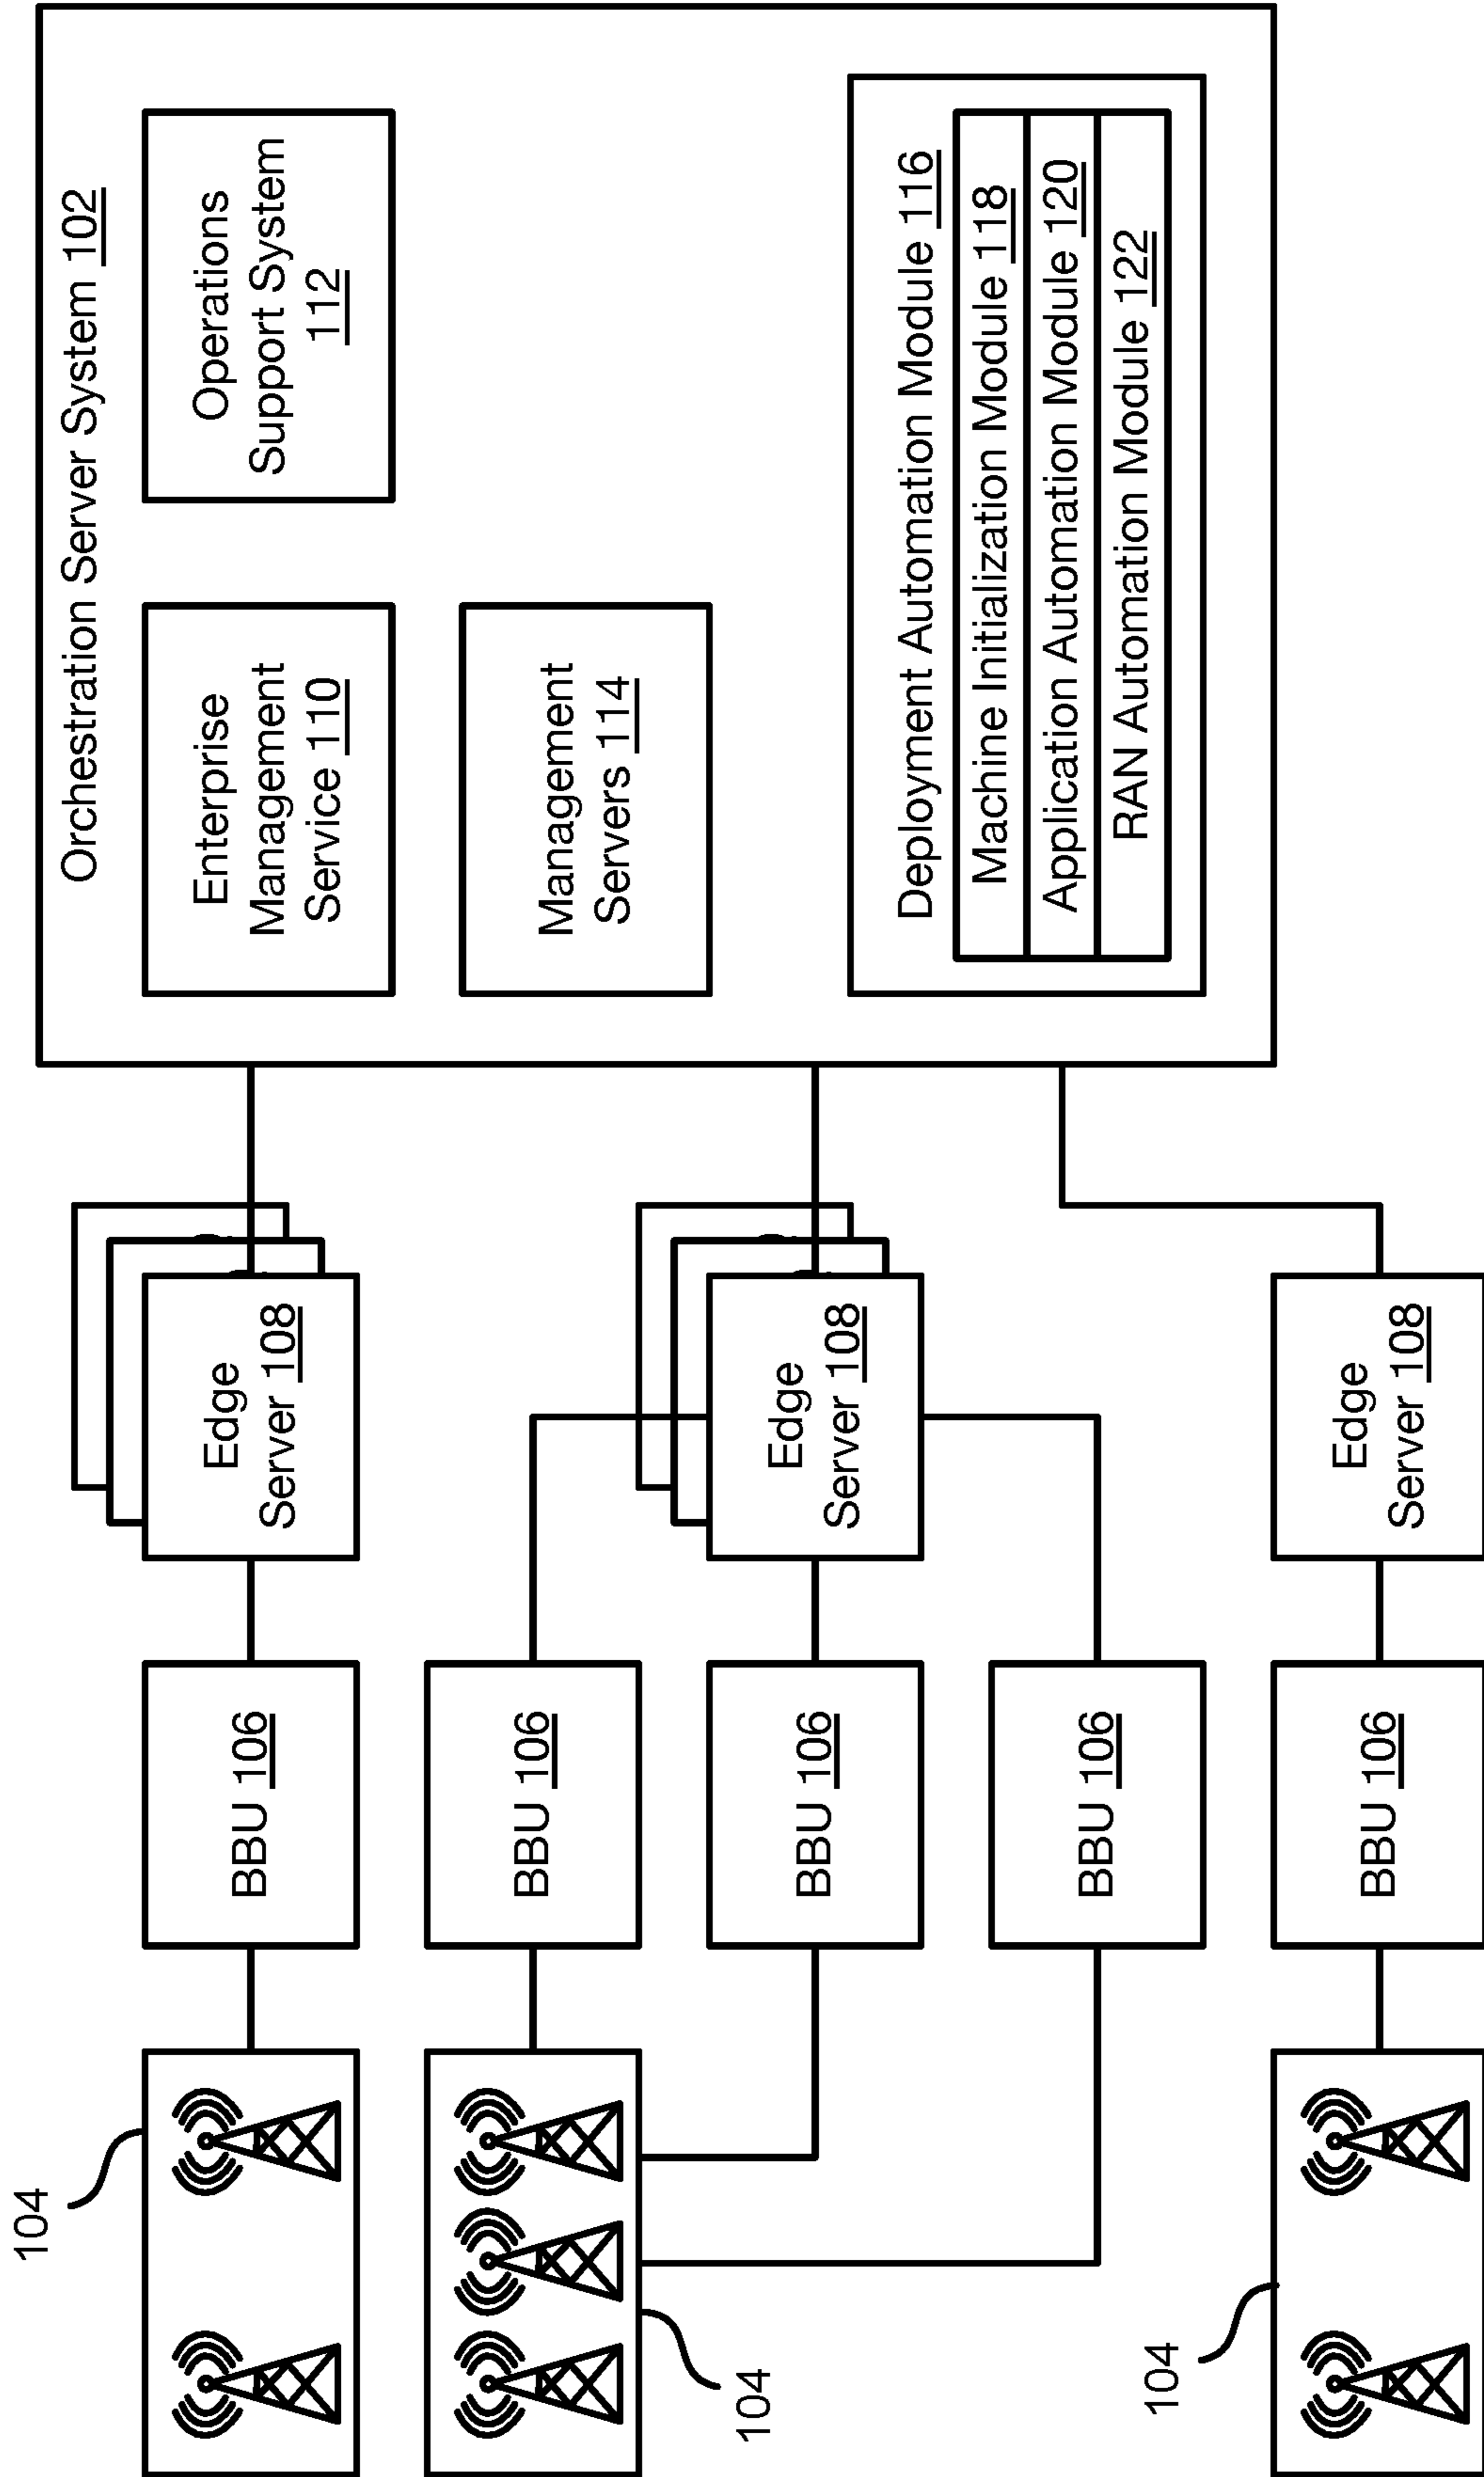 Orchestration Server System 102
Enterprise
Management
Service 110
Operations
Support System
112
Management
Servers 114
Deployment Automation Module 116
Machine Initialization Module 118
Application Automation Module 120
RAN Automation Module 122
Edge
Server 108
Edge
Server 108
Edge
Server 108
BBU 106
BBU 106
BBU 106
BBU 106
BBU 106
104
104
104